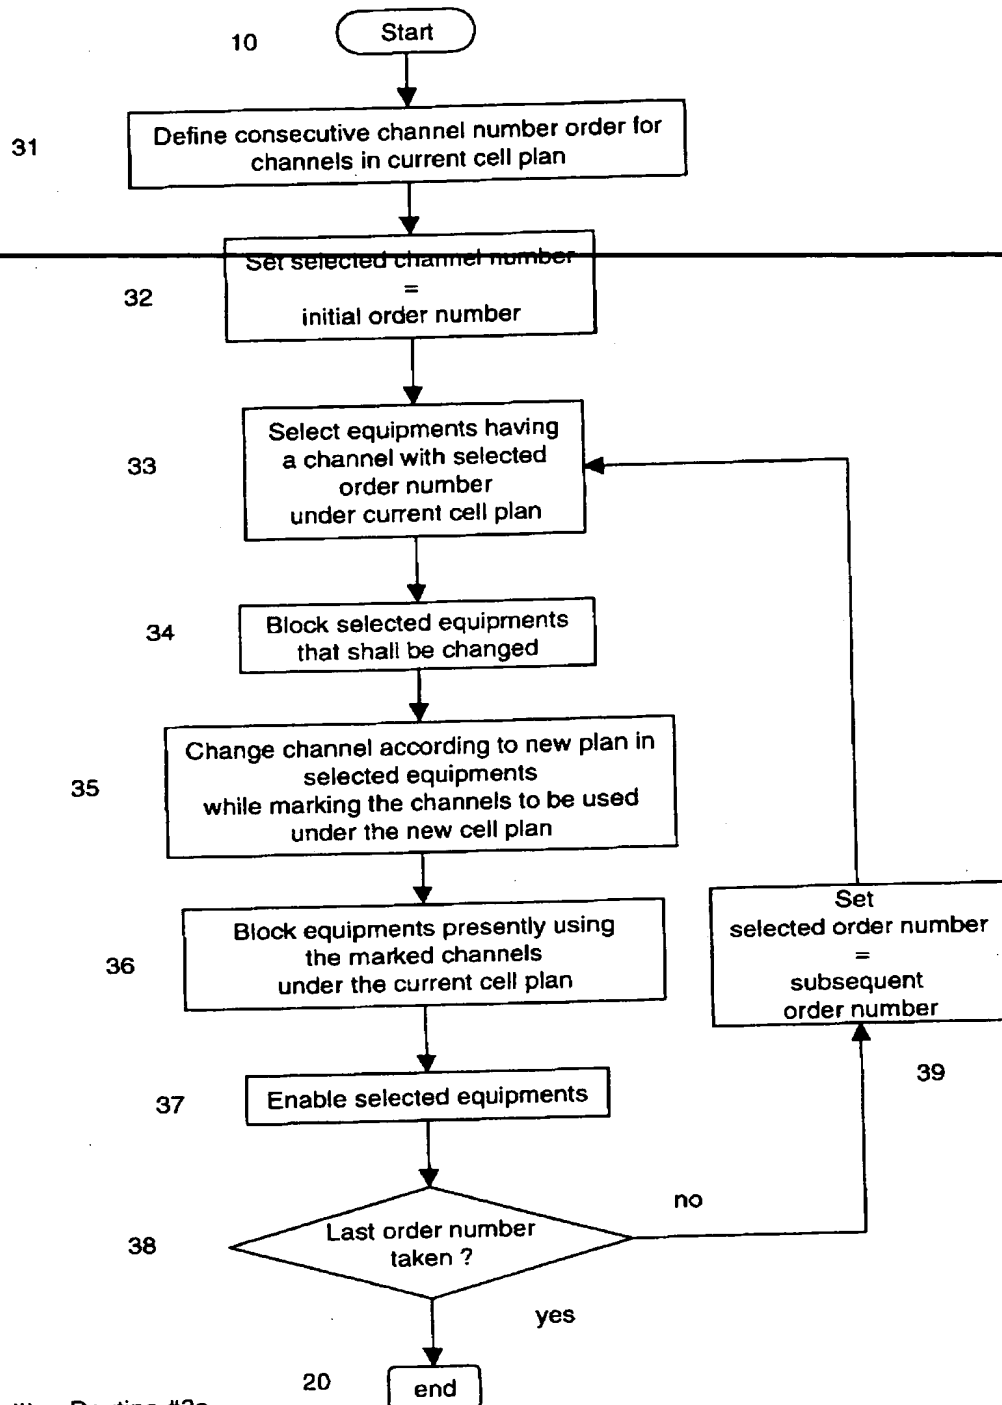 Start
10
31
Define consecutive channel number order for
channels in current cell plan
Set selected channel number
=
initial order number
32
Select equipments having
a channel with selected
order number
under current cell plan
33
Block selected equipments
that shall be changed
34
Change channel according to new plan in
selected equipments
while marking the channels to be used
under the new cell plan
35
Block equipments presently using
the marked channels
under the current cell plan
36
Set
selected order number
=
subsequent
order number
39
Enable selected equipments
37
Last order number
taken ?
38
no
yes
20
end